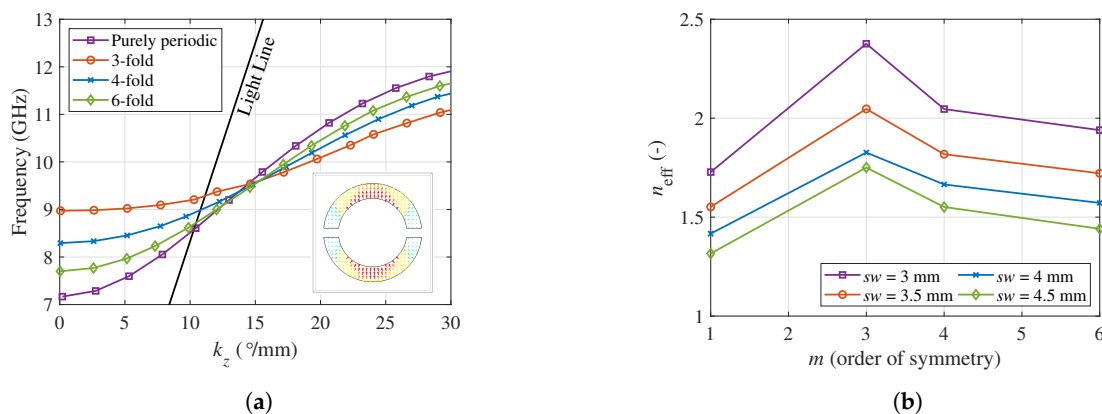 13
12
11
10
9
8
7
Frequency (GHz)
Purely periodic
3-fold
4-fold
6-fold
Light Line
0 5 10 15 20 25 30
k_z (°/mm)
(a)
2.5
2
1.5
1
n_eff (-)
sw = 3 mm
sw = 4 mm
sw = 3.5 mm
sw = 4.5 mm
1 2 3 4 5 6
m (order of symmetry)
(b)